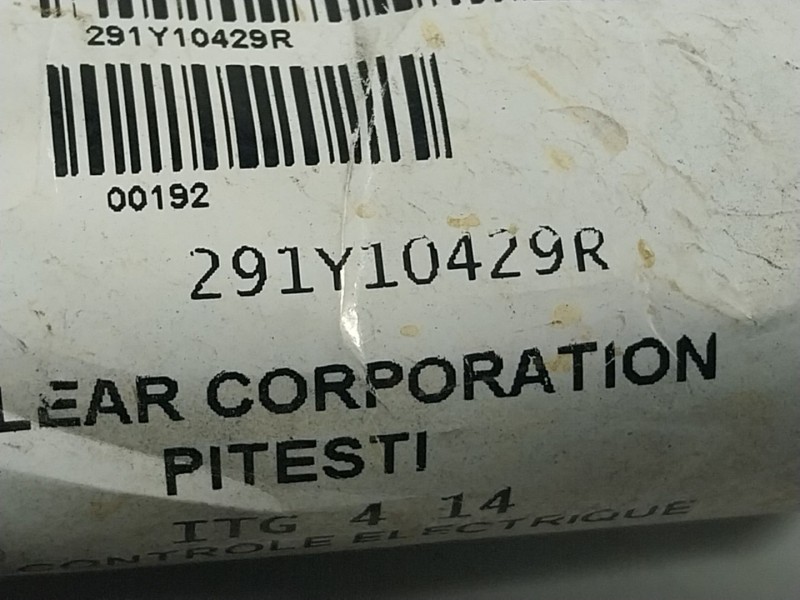 291Y10429R
00192
291Y10429R
LEAR CORPORATION
PITESTI
ITG 4 14
CONTROLE ELECTRIQUE